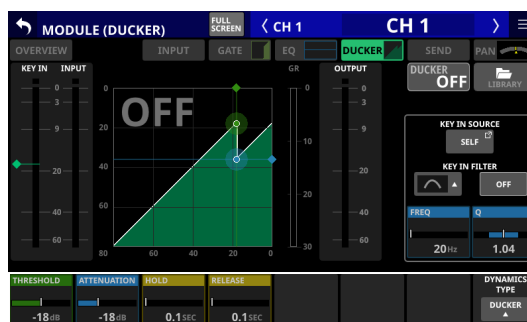 MODULE (DUCKER)
FULL SCREEN
CH 1
CH 1
OVERVIEW
INPUT
GATE
EQ
DUCKER
SEND
PAN
KEY IN
INPUT
GR
OUTPUT
DUCKER
OFF
LIBRARY
OFF
0
20
40
60
80
60
40
20
0
0
3
9
20
40
60
0
10
20
30
0
3
9
20
40
60
KEY IN SOURCE
SELF
KEY IN FILTER
OFF
FREQ
20Hz
Q
1.04
THRESHOLD
-18dB
ATTENUATION
-18dB
HOLD
0.1SEC
RELEASE
0.1SEC
DYNAMICS
TYPE
DUCKER